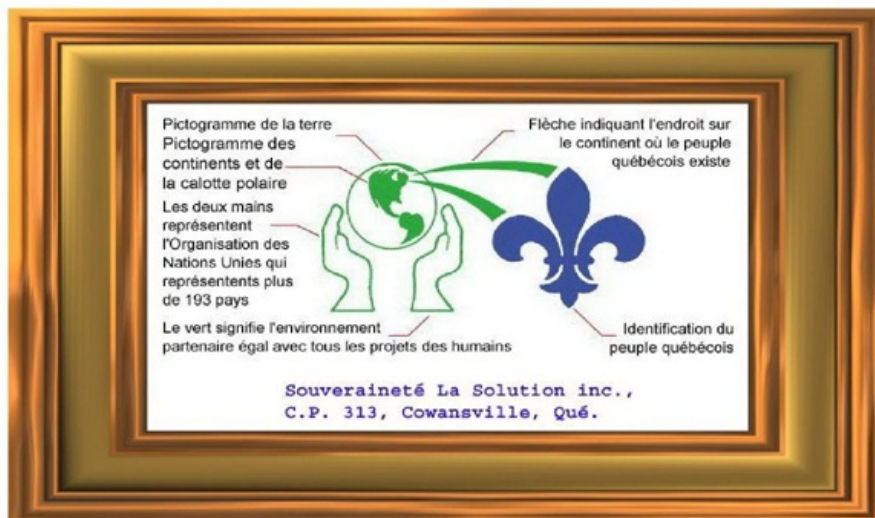 Pictogramme de la terre
Pictogramme des
continents et de
la calotte polaire
Les deux mains
représentent
l'Organisation des
Nations Unies qui
représentents plus
de 193 pays
Le vert signifie l'environnement
partenaire égal avec tous les projets des humains
Flèche indiquant l'endroit sur
le continent où le peuple
québécois existe
Identification du
peuple québécois
Souveraineté La Solution inc.,
C.P. 313, Cowansville, Qué.